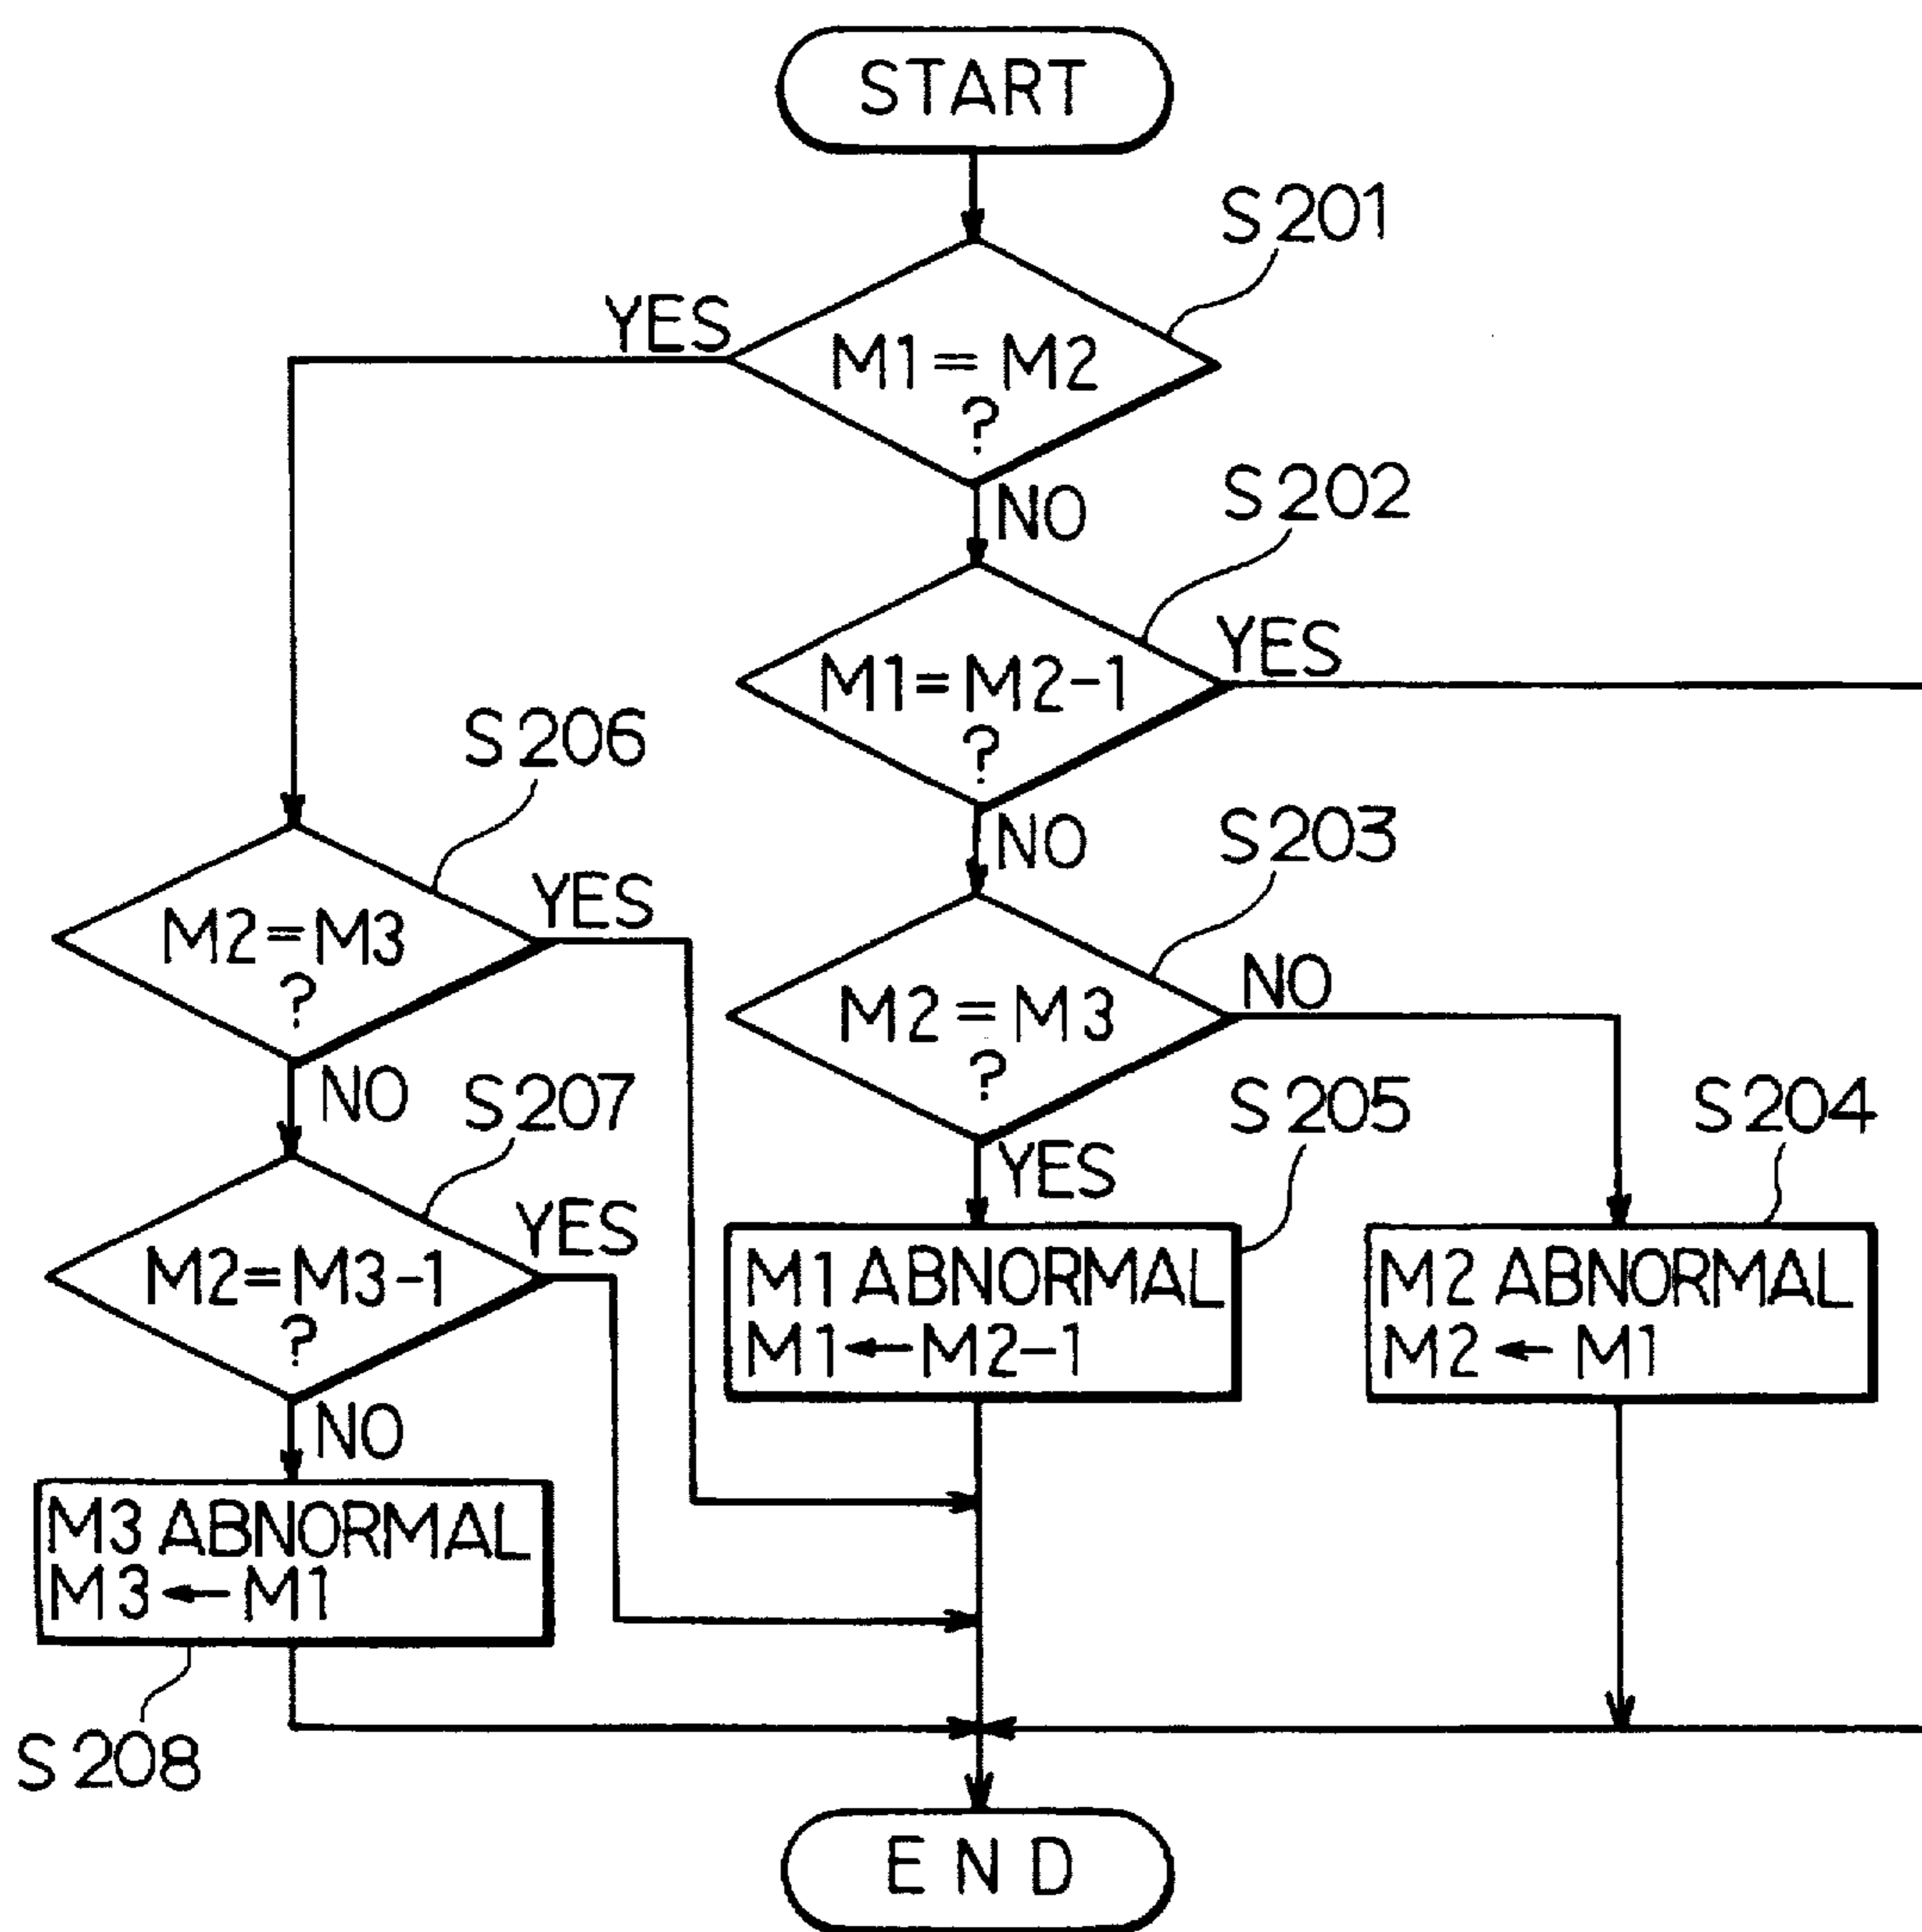 START
S201
YES
M1=M2
?
NO
S202
YES
M1=M2-1
?
NO
S206
S203
YES
M2=M3
?
NO
M2=M3
?
NO
S207
YES
S205
S204
YES
M2=M3-1
?
NO
M1 ABNORMAL
M1←M2-1
M2 ABNORMAL
M2←M1
M3 ABNORMAL
M3←M1
S208
END